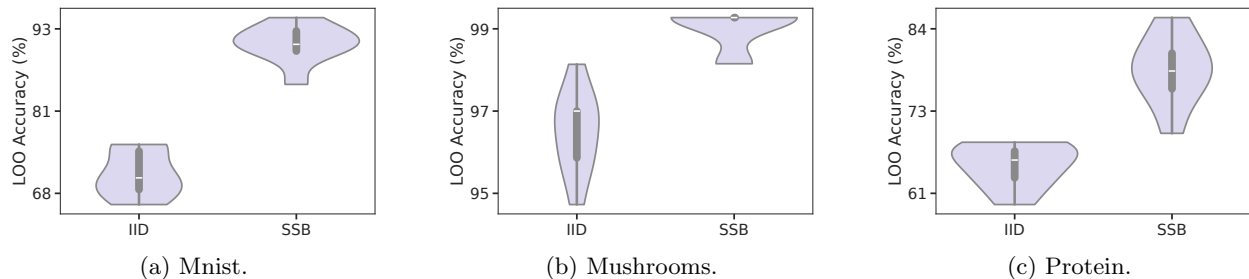 LOO Accuracy (%)
93
81
68
IID
SSB
(a) Mnist.
LOO Accuracy (%)
99
97
95
IID
SSB
(b) Mushrooms.
LOO Accuracy (%)
84
73
61
IID
SSB
(c) Protein.